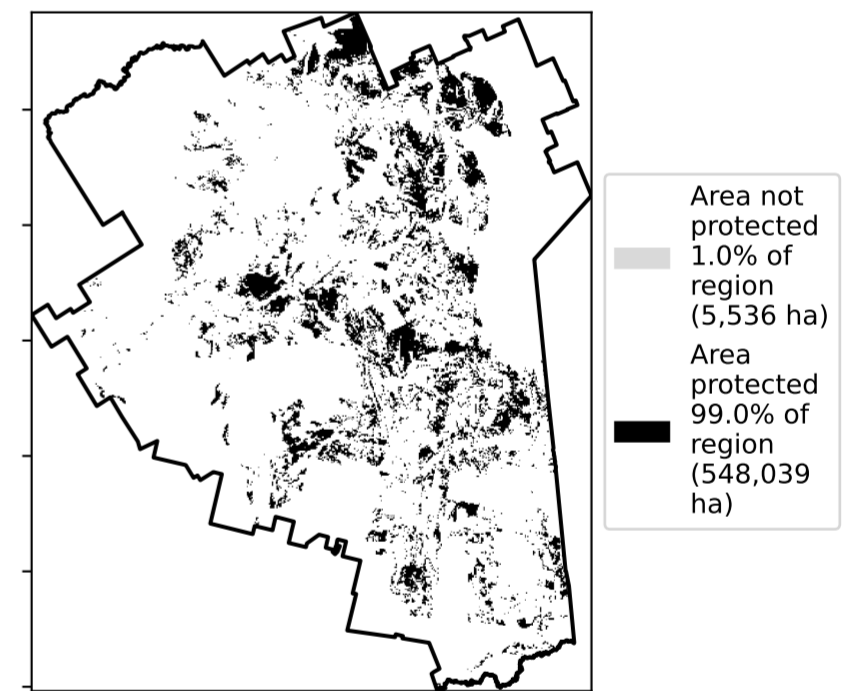 Area not
protected
1.0% of
region
(5,536 ha)
Area
protected
99.0% of
region
(548,039
ha)